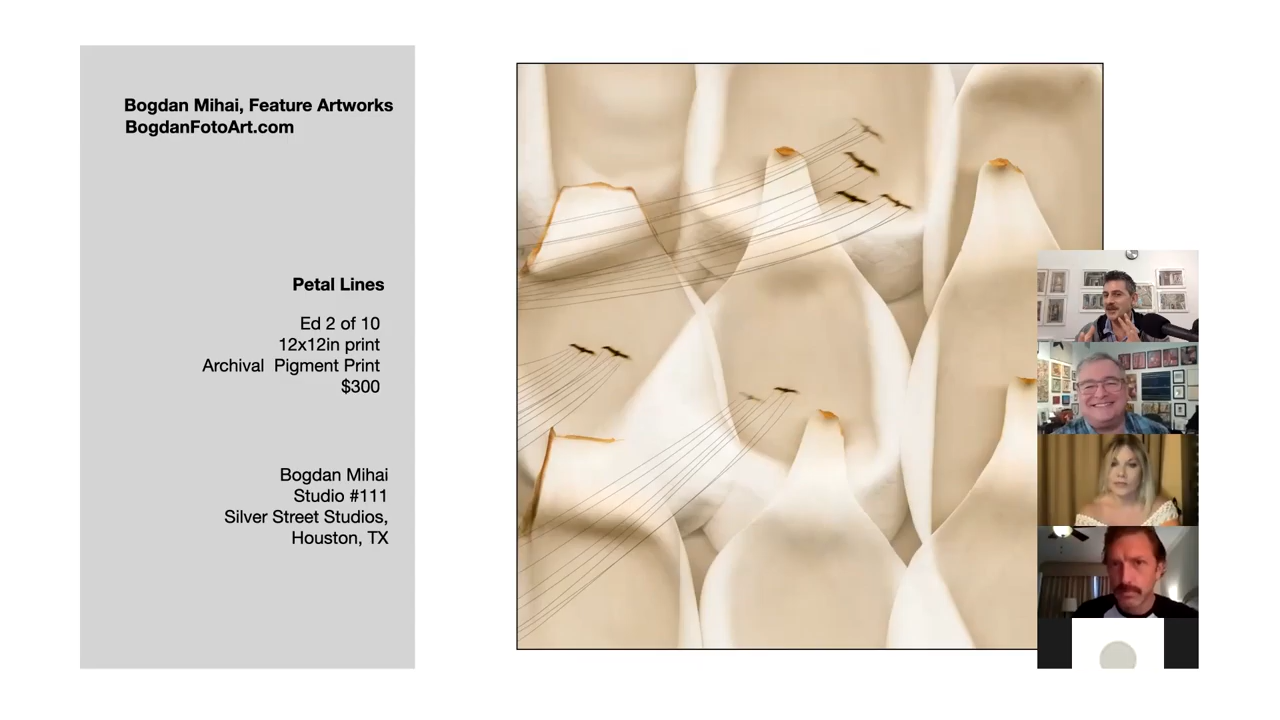 Bogdan Mihai, Feature Artworks
BogdanFotoArt.com
Petal Lines
Ed 2 of 10
12x12in print
Archival Pigment Print
$300
Bogdan Mihai
Studio #111
Silver Street Studios,
Houston, TX